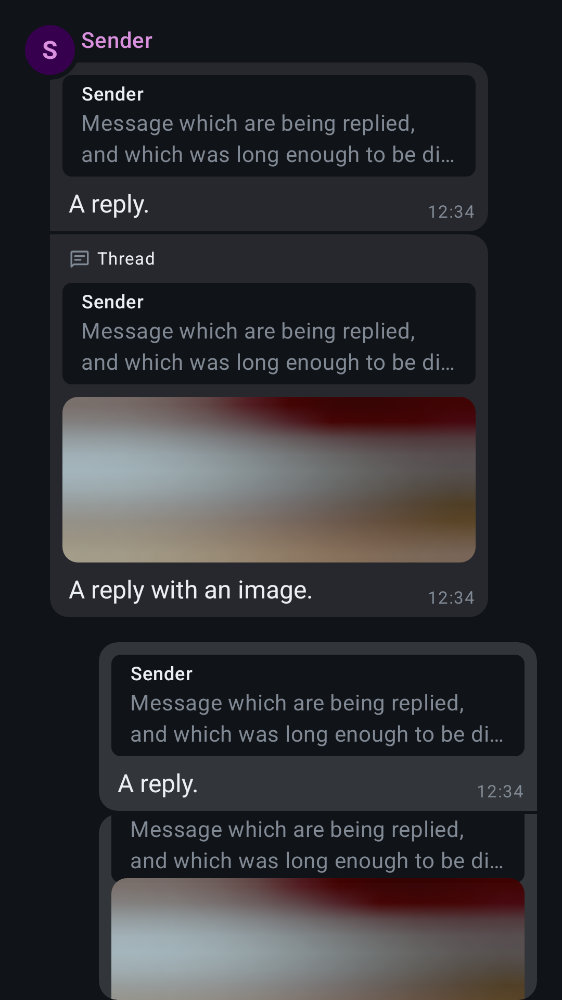 S
Sender
Sender
Message which are being replied,
and which was long enough to be di…
A reply.
12:34
Thread
Sender
Message which are being replied,
and which was long enough to be di…
A reply with an image.
12:34
Sender
Message which are being replied,
and which was long enough to be di…
A reply.
12:34
Message which are being replied,
and which was long enough to be di…